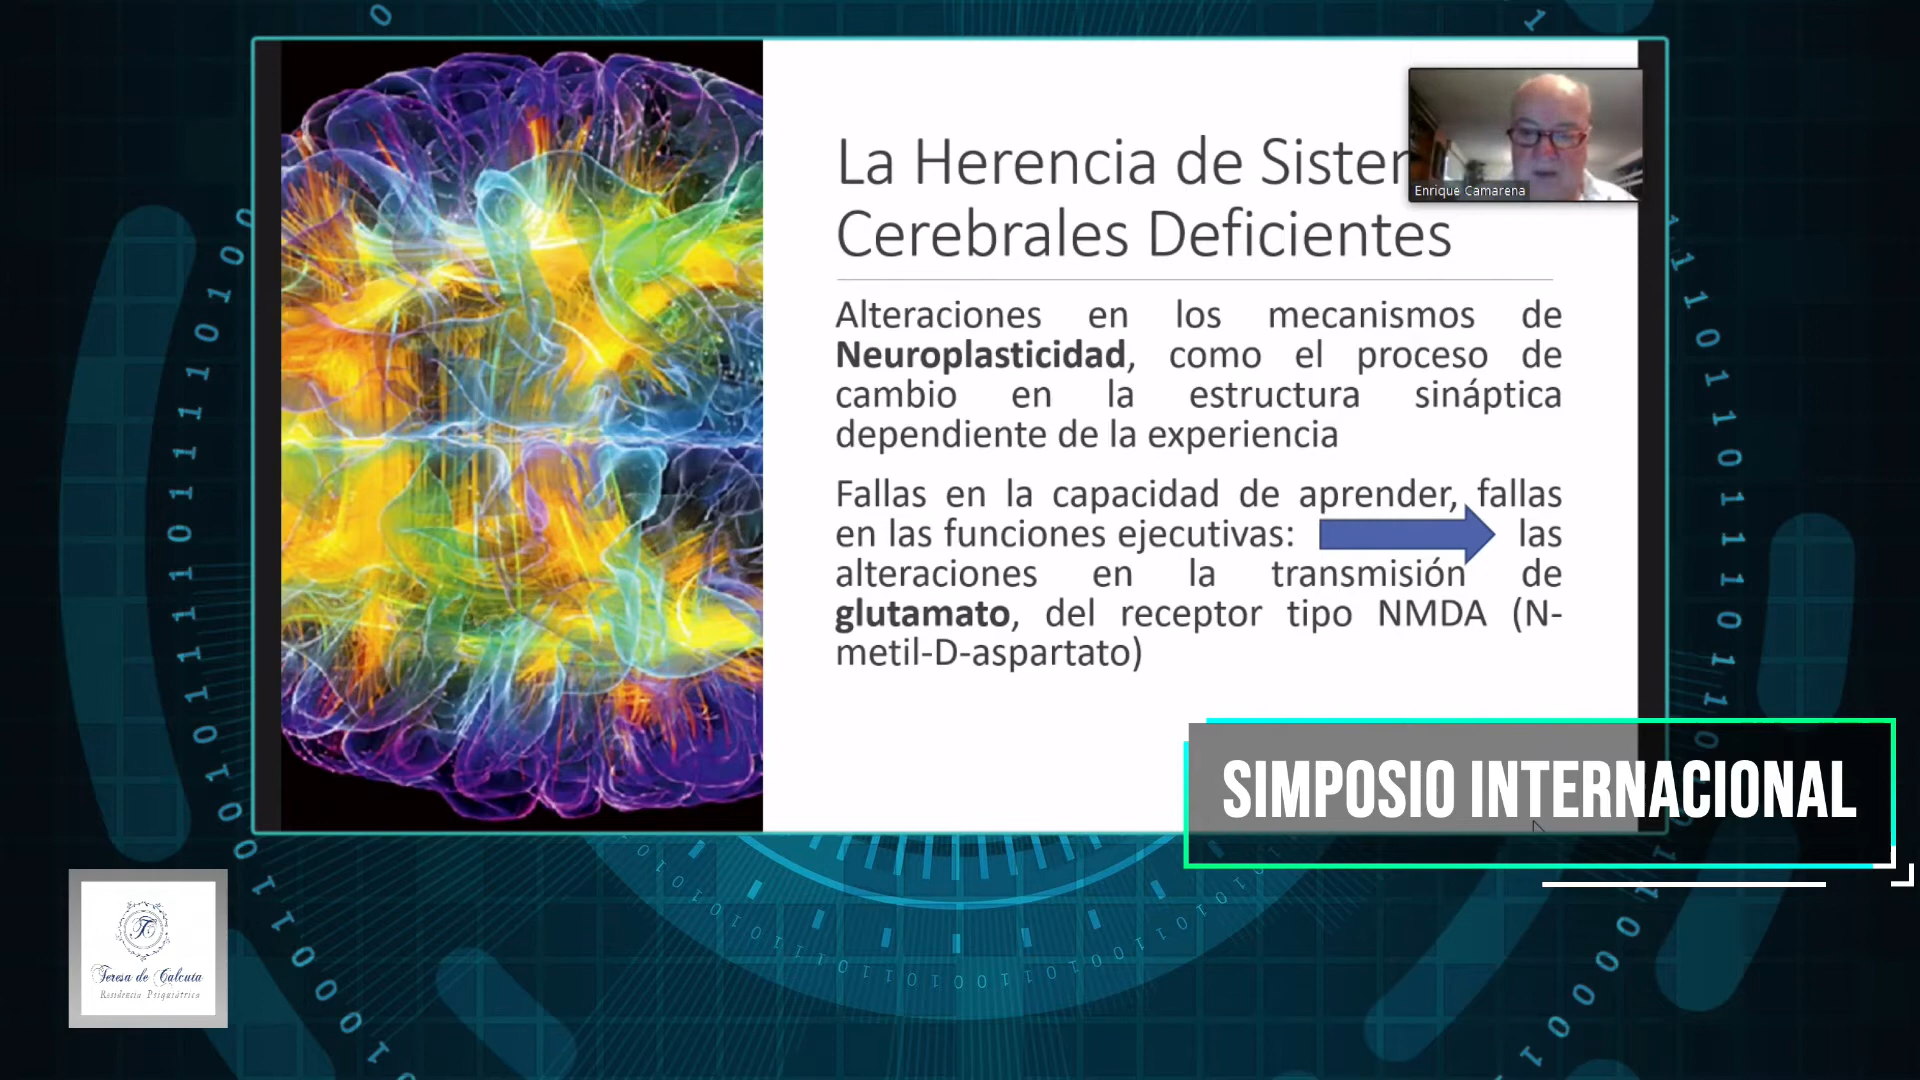 La Herencia de Sister
Cerebrales Deficientes
Enrique Camarena
Alteraciones en los mecanismos de
Neuroplasticidad, como el proceso de
cambio en la estructura sináptica
dependiente de la experiencia
Fallas en la capacidad de aprender, fallas
en las funciones ejecutivas: las
alteraciones en la transmisión de
glutamato, del receptor tipo NMDA (N-
metil-D-aspartato)
SIMPOSIO INTERNACIONAL
Teresa de Calcuta
Residencia Psiquiátrica